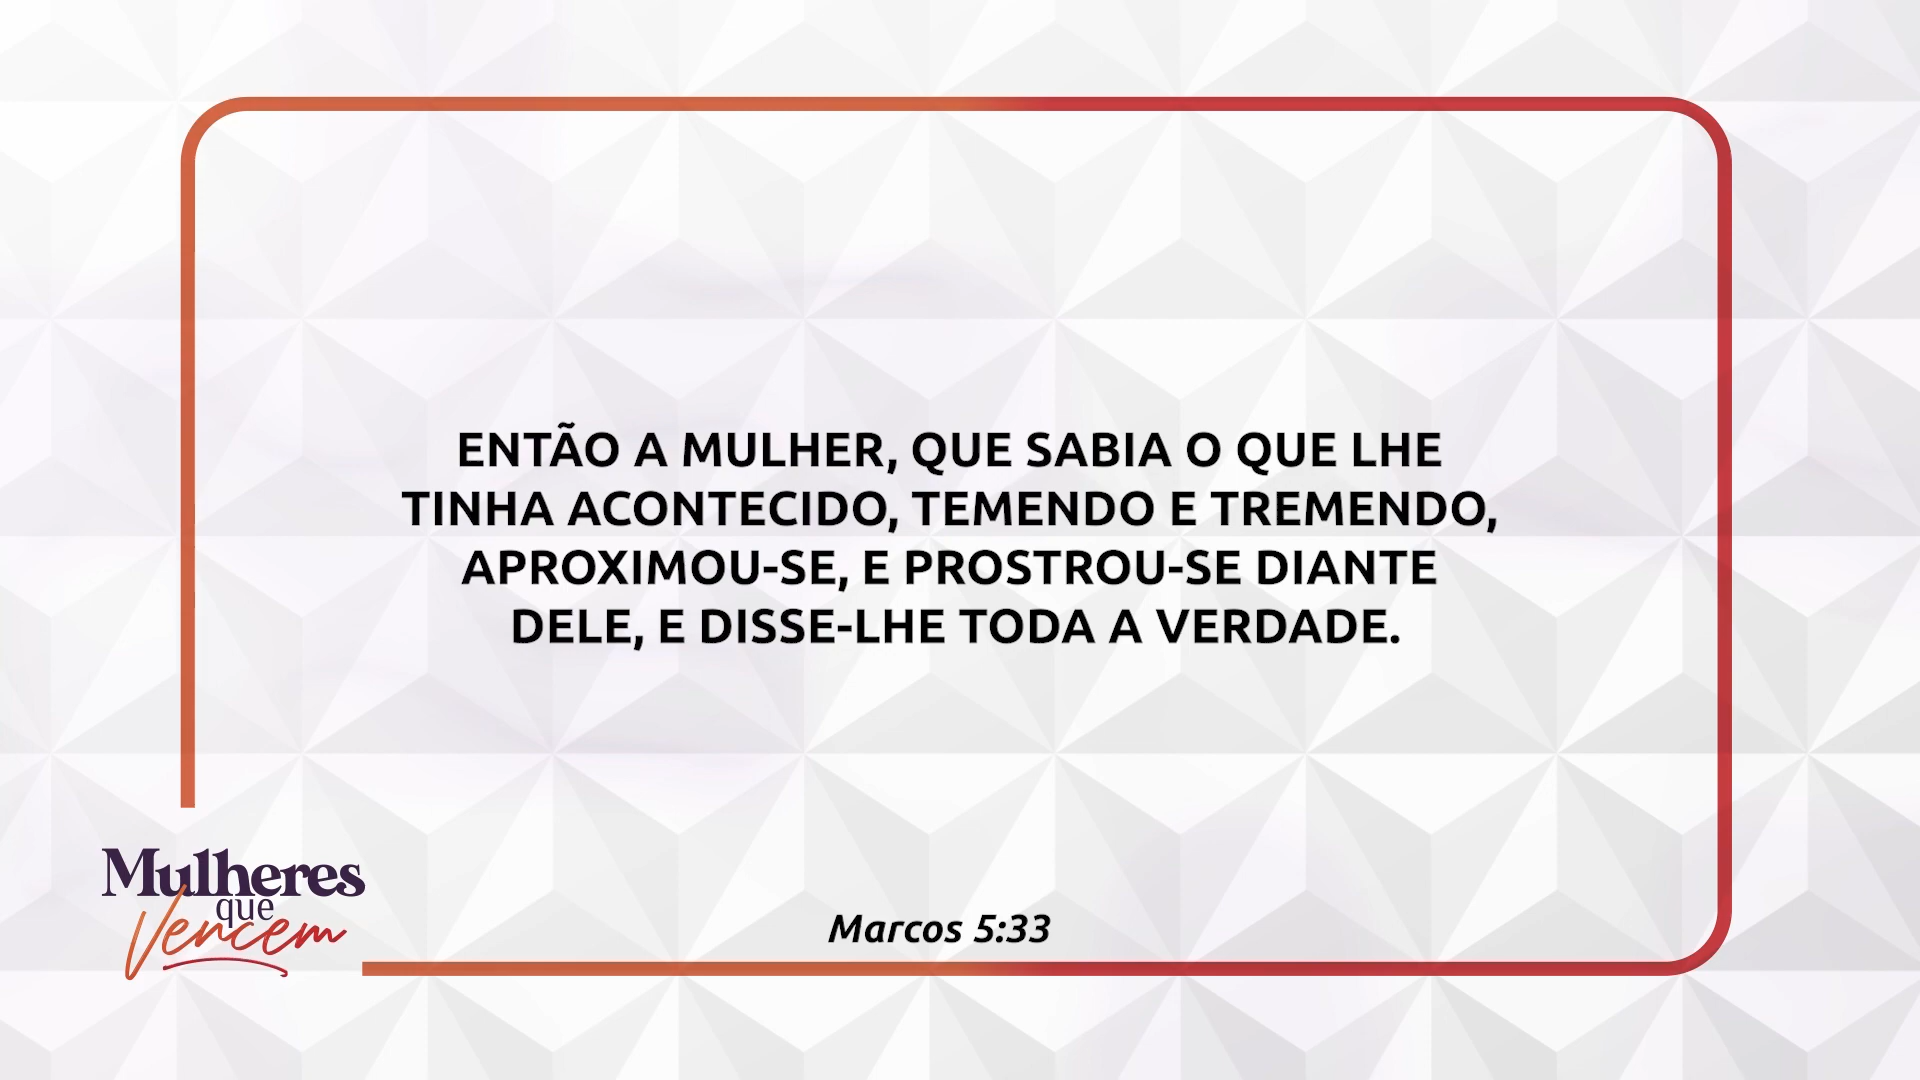 ENTÃO A MULHER, QUE SABIA O QUE LHE
TINHA ACONTECIDO, TEMENDO E TREMENDO,
APROXIMOU-SE, E PROSTROU-SE DIANTE
DELE, E DISSE-LHE TODA A VERDADE.
Mulheres
que
Vencem
Marcos 5:33